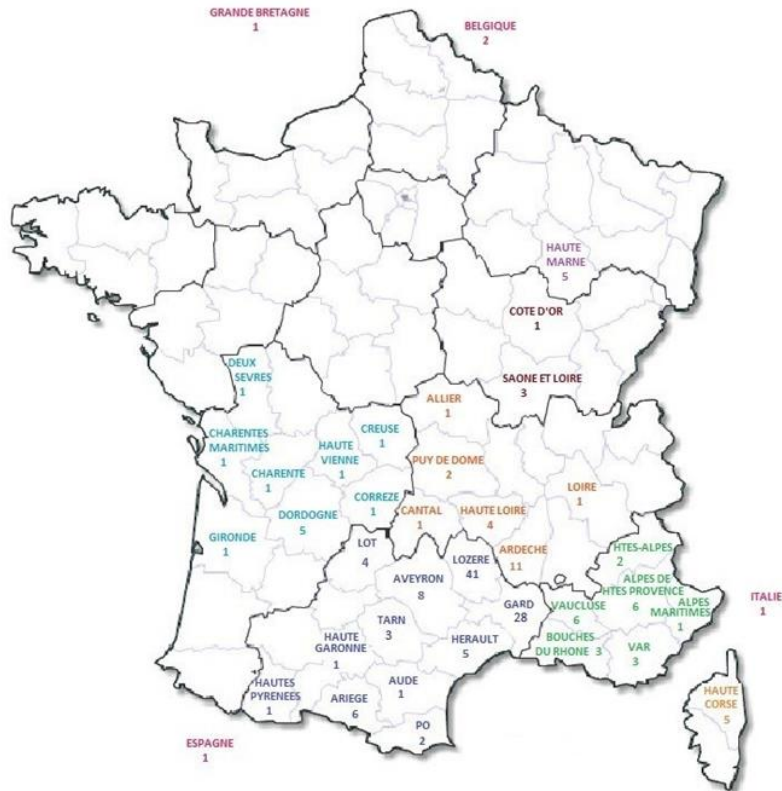 GRANDE BRETAGNE
1
BELGIQUE
2
HAUTE
MARNE
5
COTE D'OR
1
SAONE ET LOIRE
3
DEUX
SEVRES
1
ALLIER
1
CHARENTES
MARITIMES
1
CREUSE
1
HAUTE
VIENNE
1
CHARENTE
1
PUY DE DOME
2
LOIRE
1
CORREZE
1
DORDOGNE
5
CANTAL
1
HAUTE LOIRE
4
GIRONDE
1
LOT
4
ARDECHE
11
LOZERE
41
AVEYRON
8
HTES-ALPES
2
ALPES DE
HTES PROVENCE
6
ALPES
MARITIMES
1
ITALIE
1
GARD
28
VAUCLUSE
6
TARN
3
HAUTE
GARONNE
1
HERAULT
5
BOUCHES-
DU RHONE 3
VAR
3
HAUTES
PYRENEES
1
ARIEGE
6
AUDE
1
HAUTE
CORSE
5
PO
2
ESPAGNE
1